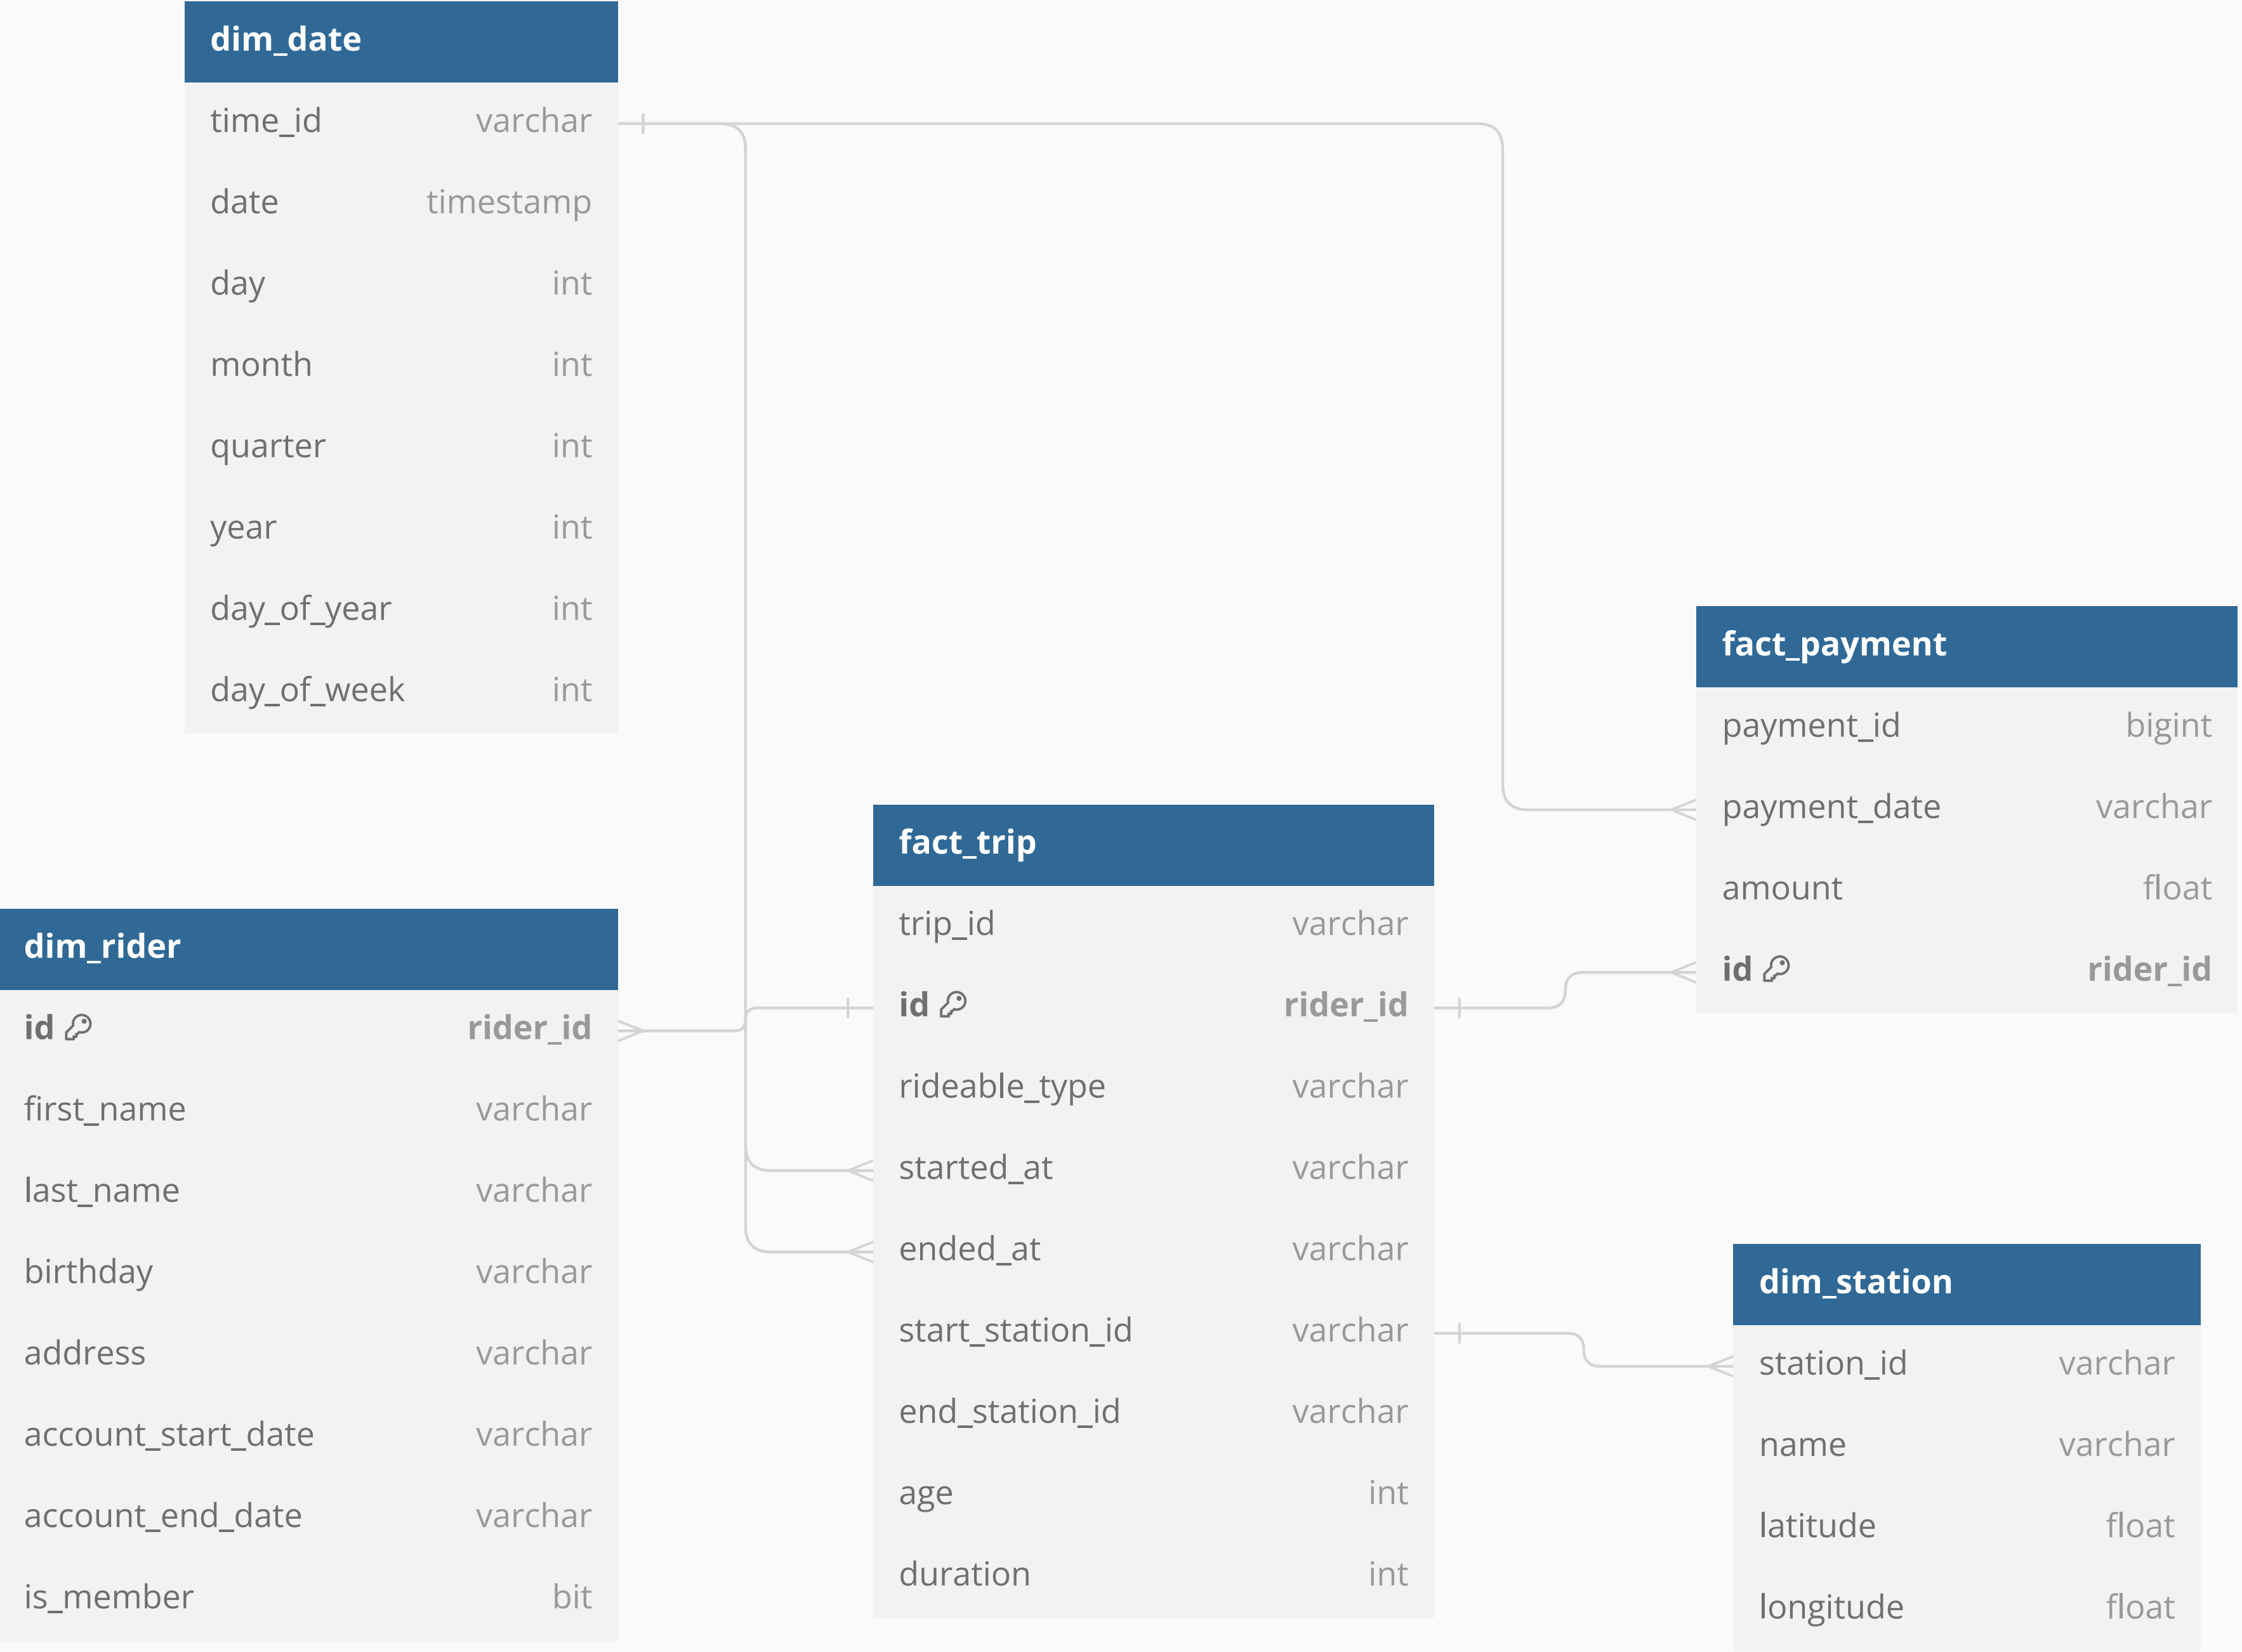 dim_date
time_id varchar
date timestamp
day int
month int
quarter int
year int
day_of_year int
day_of_week int
fact_payment
payment_id bigint
payment_date varchar
amount float
id rider_id
fact_trip
trip_id varchar
id rider_id
rideable_type varchar
started_at varchar
ended_at varchar
start_station_id varchar
end_station_id varchar
age int
duration int
dim_rider
id rider_id
first_name varchar
last_name varchar
birthday varchar
address varchar
account_start_date varchar
account_end_date varchar
is_member bit
dim_station
station_id varchar
name varchar
latitude float
longitude float